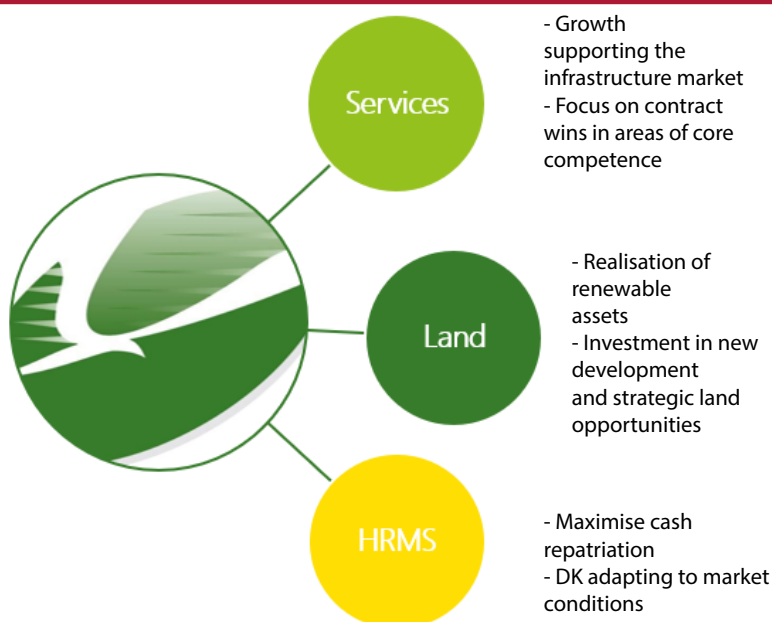 Services
- Growth
supporting the
infrastructure market
- Focus on contract
wins in areas of core
competence
Land
- Realisation of
renewable
assets
- Investment in new
development
and strategic land
opportunities
HRMS
- Maximise cash
repatriation
- DK adapting to market
conditions